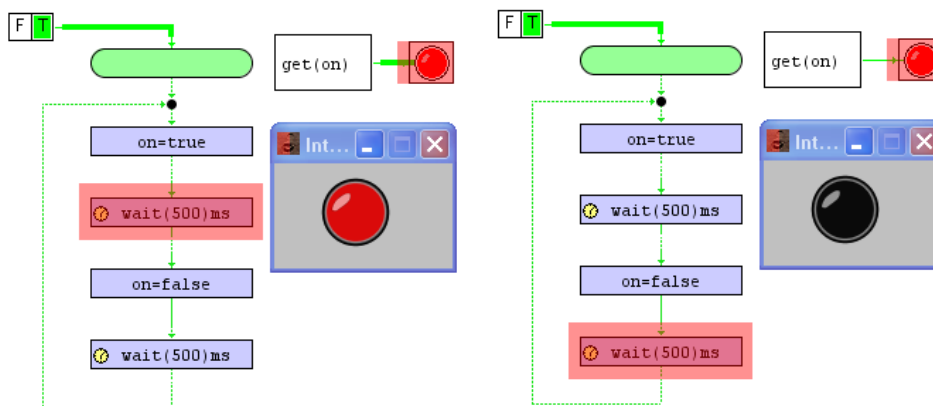 F T
get(on)
Int...
on=true
wait(500)ms
on=false
wait(500)ms
F T
get(on)
Int...
on=true
wait(500)ms
on=false
wait(500)ms